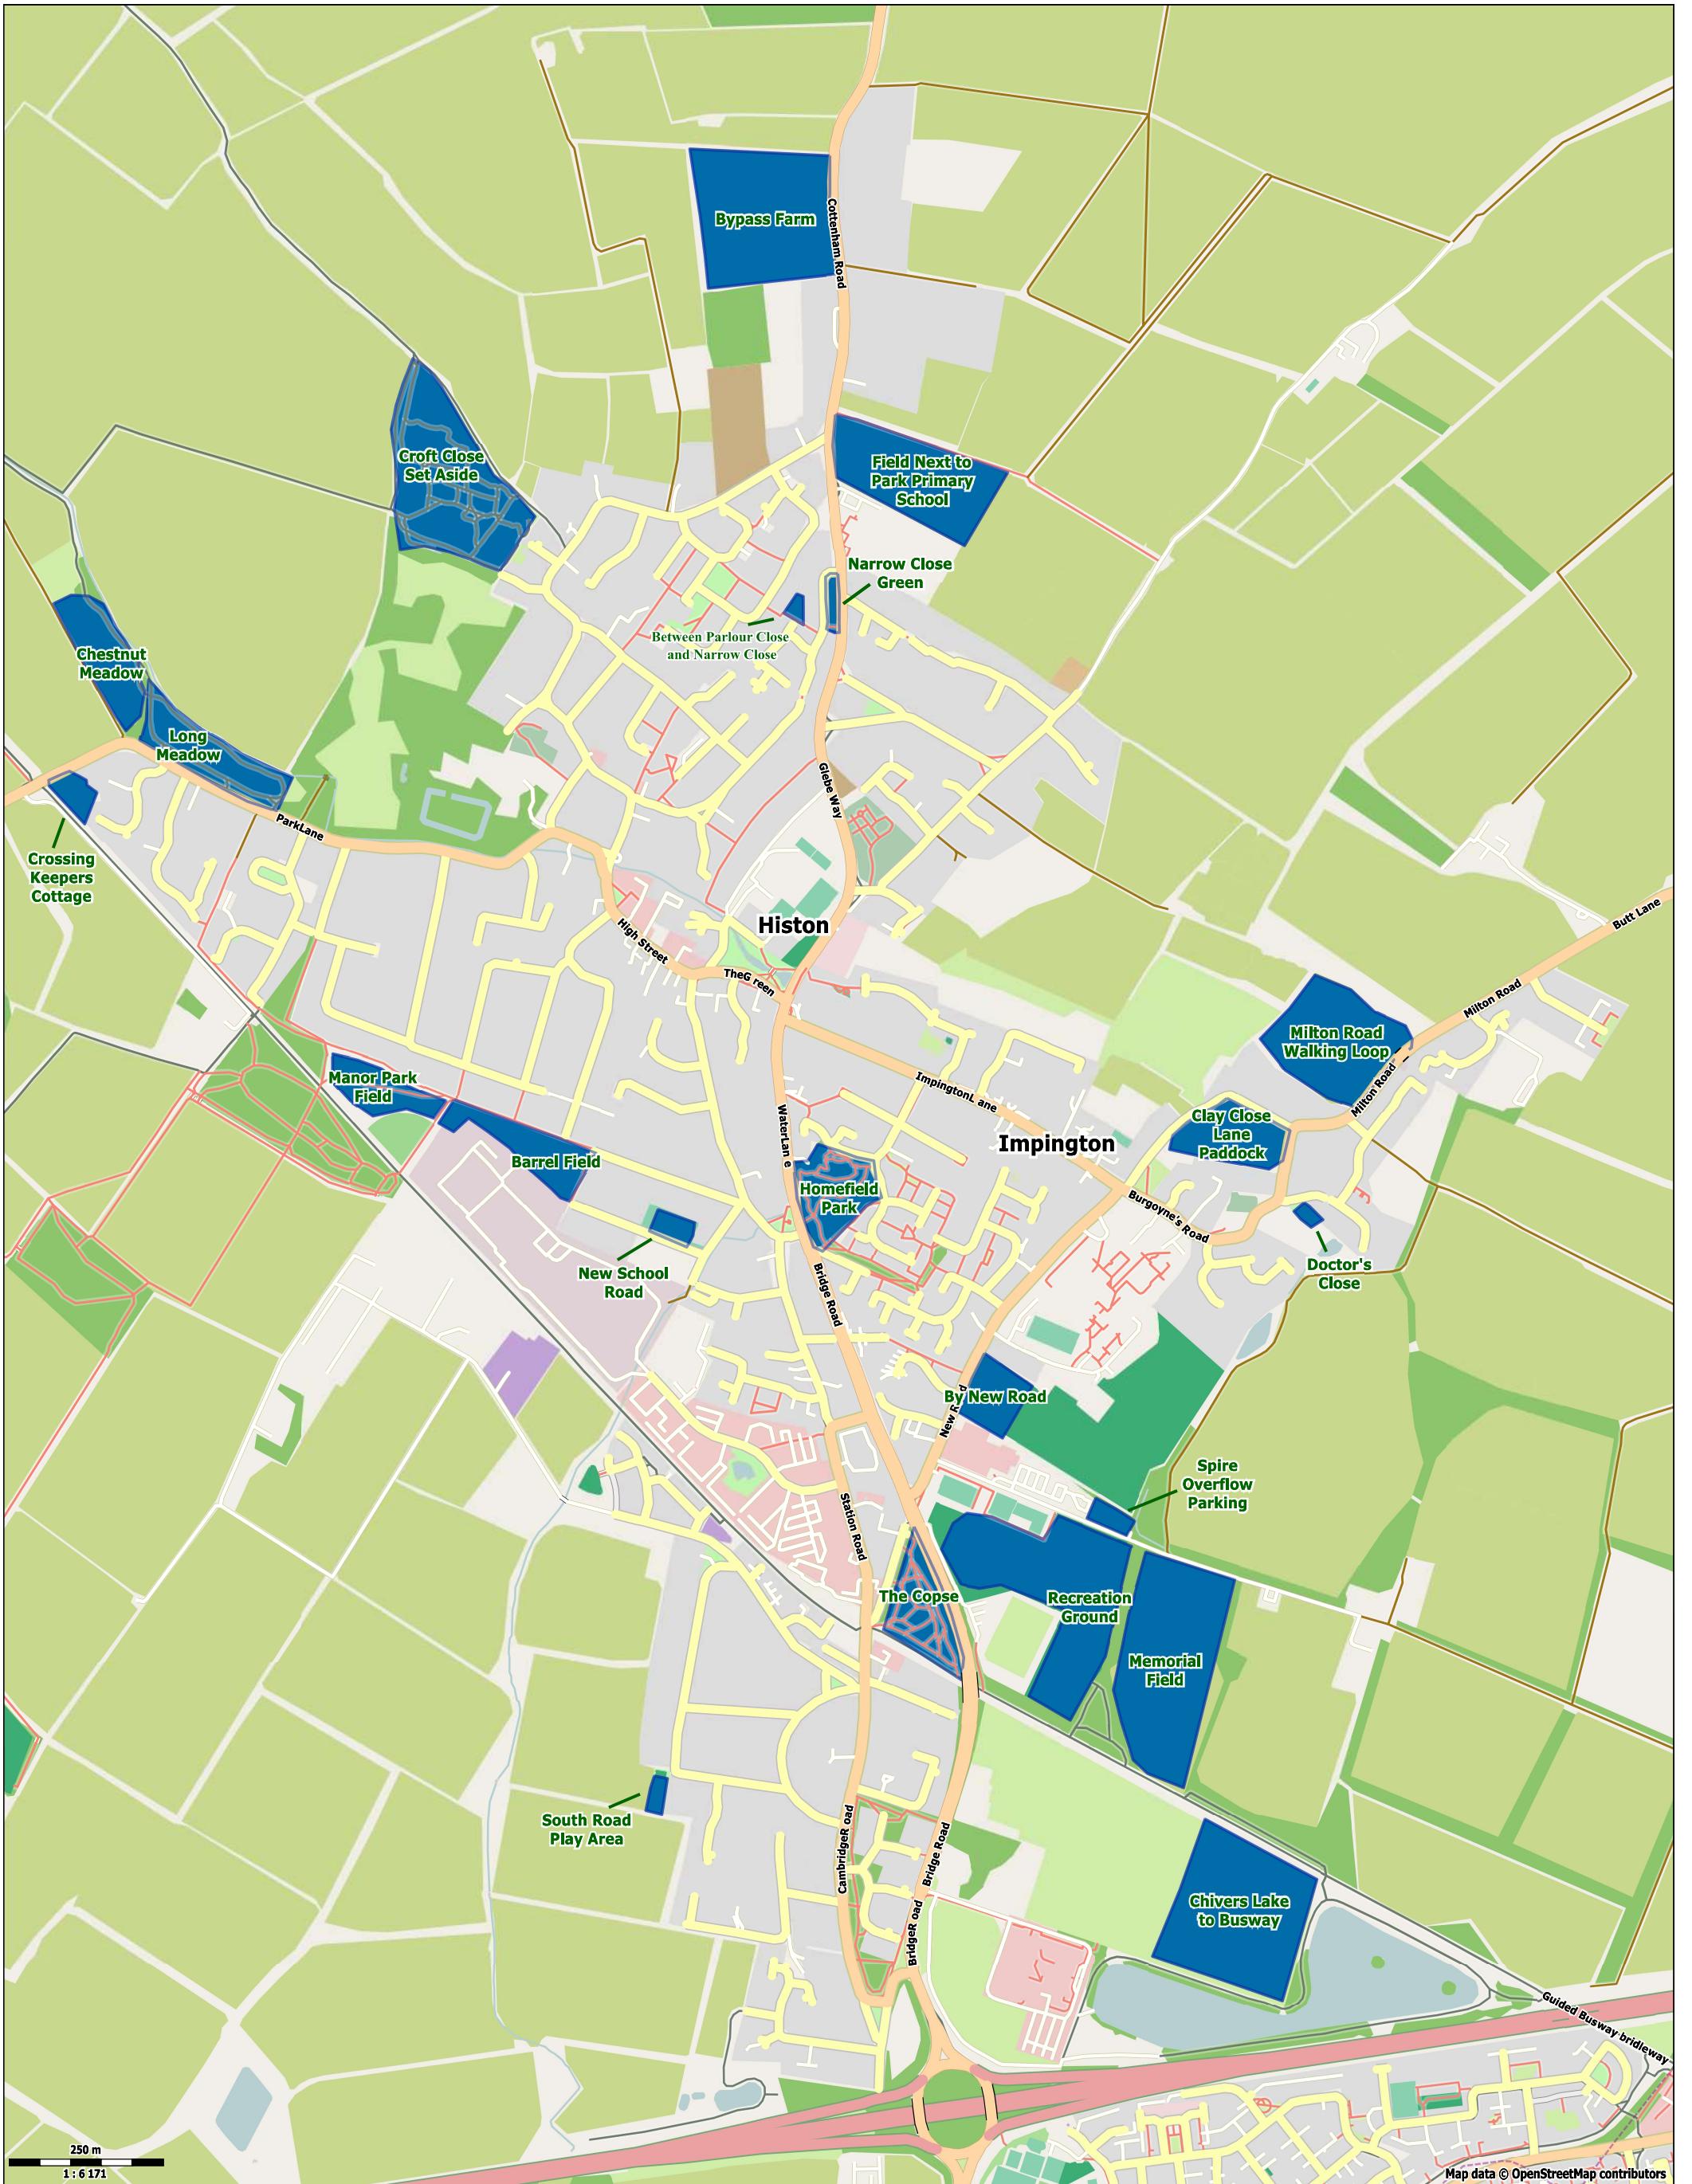 Bypass Farm
Cottenham Road
Croft Close
Set Aside
Field Next to
Park Primary
School
Narrow Close
Green
Between Parlour Close
and Narrow Close
Chestnut
Meadow
Long
Meadow
Glebe Way
ParkLane
Crossing
Keepers
Cottage
Histon
High Street
TheG reen
Butt Lane
Milton Road
Milton Road
Walking Loop
Milton Road
Manor Park
Field
ImpingtonL ane
Clay Close
Lane
Paddock
Impington
WaterLan e
Barrel Field
Homefield
Park
Burgoyne's Road
New School
Road
Doctor's
Close
Bridge Road
By New Road
New R d
Spire
Overflow
Parking
Station Road
The Copse
Recreation
Ground
Memorial
Field
South Road
Play Area
CambridgeR oad
Bridge Road
Chivers Lake
to Busway
BridgeR oad
Guided Busway bridleway
250 m
1 : 6 171
Map data © OpenStreetMap contributors